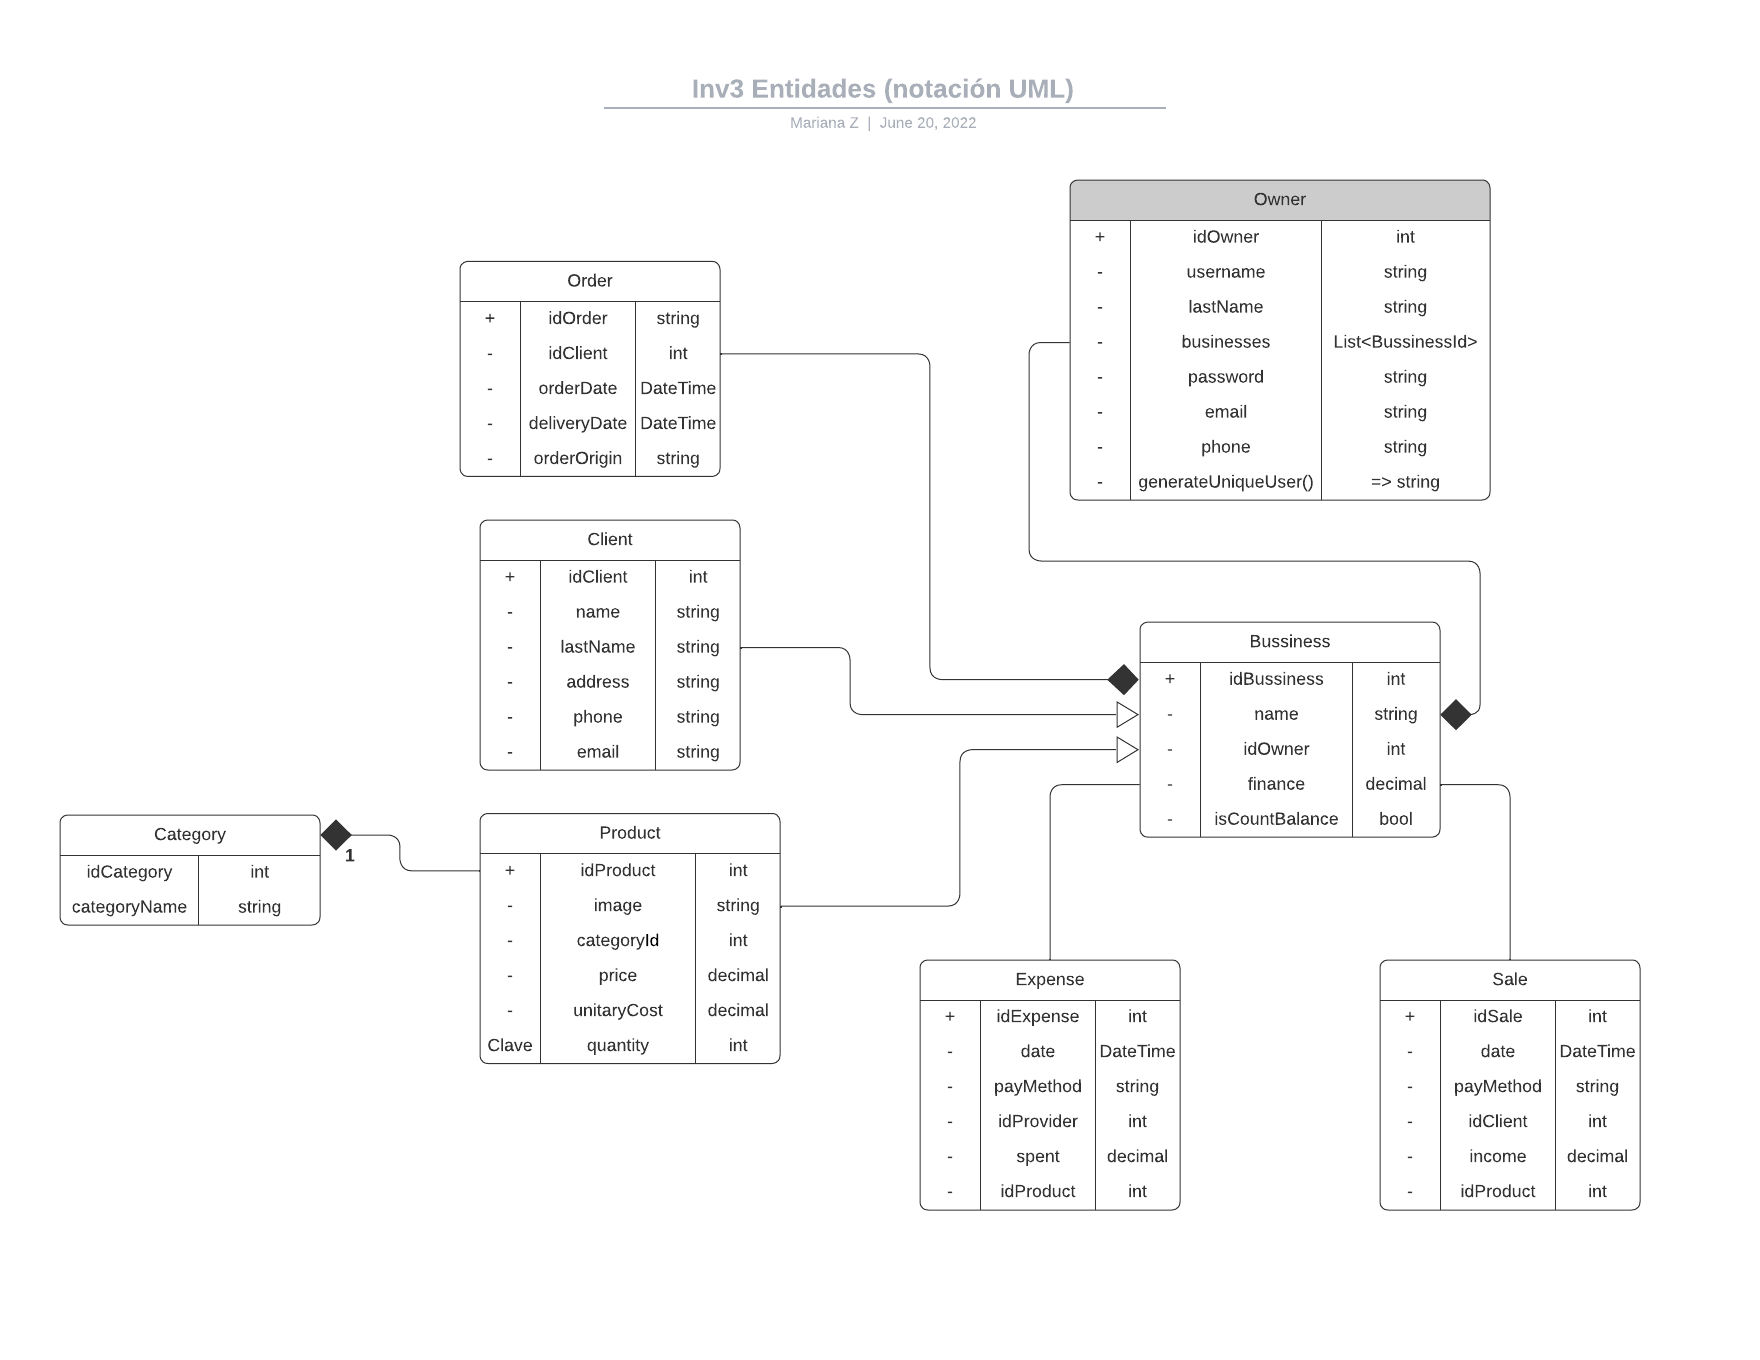 Inv3 Entidades (notación UML)
Mariana Z | June 20, 2022
Owner
+ idOwner int
- username string
- lastName string
- businesses List<BussinessId>
- password string
- email string
- phone string
- generateUniqueUser() => string
Order
+ idOrder string
- idClient int
- orderDate DateTime
- deliveryDate DateTime
- orderOrigin string
Client
+ idClient int
- name string
- lastName string
- address string
- phone string
- email string
Bussiness
+ idBussiness int
- name string
- idOwner int
- finance decimal
- isCountBalance bool
Category
idCategory int
categoryName string
1
Product
+ idProduct int
- image string
- categoryId int
- price decimal
- unitaryCost decimal
Clave quantity int
Expense
+ idExpense int
- date DateTime
- payMethod string
- idProvider int
- spent decimal
- idProduct int
Sale
+ idSale int
- date DateTime
- payMethod string
- idClient int
- income decimal
- idProduct int